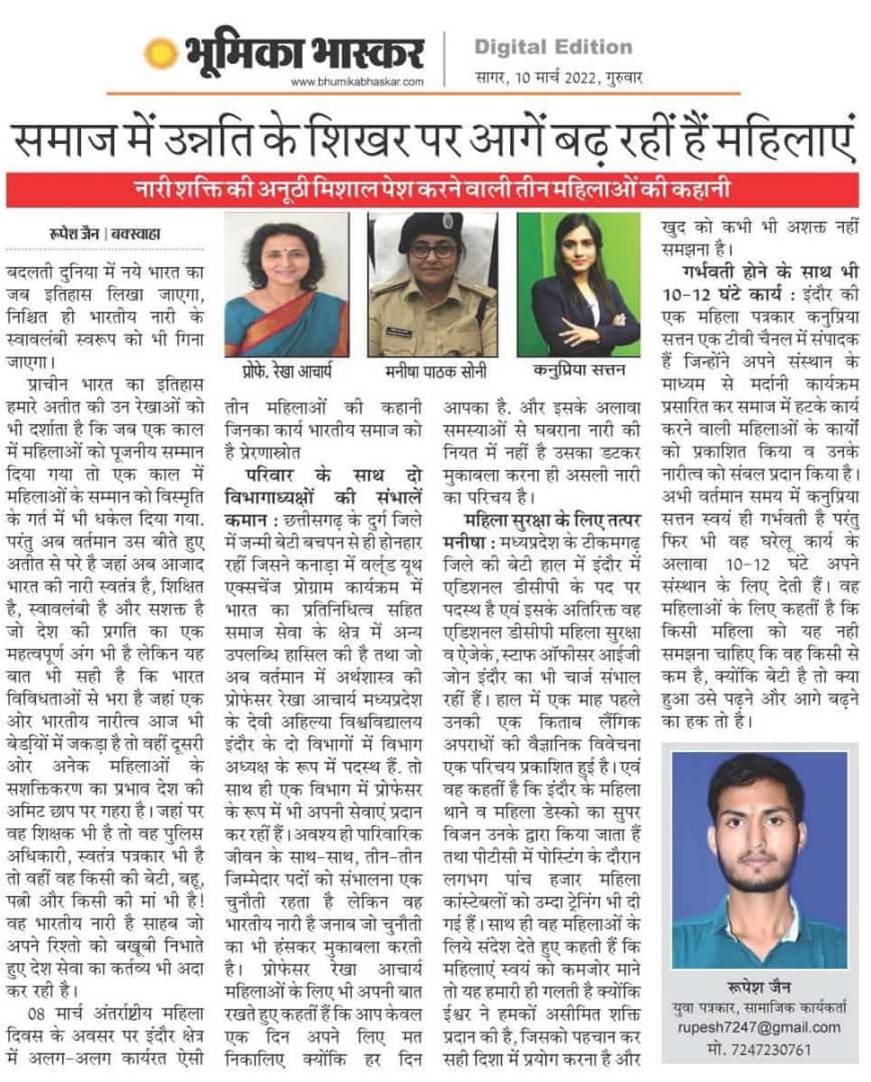 भूमिका भास्कर
www.bhumikabhaskar.com
Digital Edition
सागर, 10 मार्च 2022, गुरुवार
समाज में उन्नति के शिखर पर आगें बढ़ रहीं हैं महिलाएं
नारी शक्ति की अनूठी मिशाल पेश करने वाली तीन महिलाओं की कहानी
रूपेश जैन | बक्स्वाहा
बदलती दुनिया में नये भारत का
जब इतिहास लिखा जाएगा,
निश्चित ही भारतीय नारी के
स्वावलंबी स्वरूप को भी गिना
जाएगा।
प्राचीन भारत का इतिहास
हमारे अतीत की उन रेखाओं को
भी दर्शाता है कि जब एक काल
में महिलाओं को पूजनीय सम्मान
दिया गया तो एक काल में
महिलाओं के सम्मान को विस्मृति
के गर्त में भी धकेल दिया गया.
परंतु अब वर्तमान उस बीते हुए
अतीत से परे है जहां अब आजाद
भारत की नारी स्वतंत्र है, शिक्षित
है, स्वावलंबी है और सशक्त है
जो देश की प्रगति का एक
महत्वपूर्ण अंग भी है लेकिन यह
बात भी सही है कि भारत
विविधताओं से भरा है जहां एक
ओर भारतीय नारीत्व आज भी
बेडय़िों में जकड़ा है तो वहीं दूसरी
ओर अनेक महिलाओं के
सशक्तिकरण का प्रभाव देश की
अमिट छाप पर गहरा है। जहां पर
वह शिक्षक भी है तो वह पुलिस
अधिकारी, स्वतंत्र पत्रकार भी है
तो वहीं वह किसी की बेटी, बहू,
पत्नी और किसी की मां भी है!
वह भारतीय नारी है साहब जो
अपने रिश्तो को बखूबी निभाते
हुए देश सेवा का कर्तव्य भी अदा
कर रही है।
08 मार्च अंतर्राष्टीय महिला
दिवस के अवसर पर इंदौर क्षेत्र
में अलग-अलग कार्यरत ऐसी
प्रोफे. रेखा आचार्य
मनीषा पाठक सोनी
कनुप्रिया सत्तन
तीन महिलाओं की कहानी
जिनका कार्य भारतीय समाज को
है प्रेरणास्त्रोत
परिवार के साथ दो
विभागाध्यक्षों की संभालें
कमान : छत्तीसगढ़ के दुर्ग जिले
में जन्मी बेटी बचपन से ही होनहार
रहीं जिसने कनाड़ा में वर्ल्ड यूथ
एक्सचेंज प्रोग्राम कार्यक्रम में
भारत का प्रतिनिधित्व सहित
समाज सेवा के क्षेत्र में अन्य
उपलब्धि हासिल की है तथा जो
अब वर्तमान में अर्थशास्त्र की
प्रोफेसर रेखा आचार्य मध्यप्रदेश
के देवी अहिल्या विश्वविद्यालय
इंदौर के दो विभागों में विभाग
अध्यक्ष के रूप में पदस्थ हैं. तो
साथ ही एक विभाग में प्रोफेसर
के रूप में भी अपनी सेवाएं प्रदान
कर रहीं हैं। अवश्य ही पारिवारिक
जीवन के साथ-साथ, तीन-तीन
जिम्मेदार पदों को संभालना एक
चुनौती रहता है लेकिन वह
भारतीय नारी है जनाब जो चुनौती
का भी हंसकर मुकाबला करती
है। प्रोफेसर रेखा आचार्य
महिलाओं के लिए भी अपनी बात
रखते हुए कहतीं हैं कि आप केवल
एक दिन अपने लिए मत
निकालिए क्योंकि हर दिन
आपका है. और इसके अलावा
समस्याओं से घबराना नारी की
नियत में नहीं है उसका डटकर
मुकाबला करना ही असली नारी
का परिचय है।
महिला सुरक्षा के लिए तत्पर
मनीषा : मध्यप्रदेश के टीकमगढ़
जिले की बेटी हाल में इंदौर में
एडिशनल डीसीपी के पद पर
पदस्थ है एवं इसके अतिरिक्त वह
एडिशनल डीसीपी महिला सुरक्षा
व ऐजेके, स्टाफ ऑफीसर आईजी
जोन इंदौर का भी चार्ज संभाल
रहीं हैं। हाल में एक माह पहले
उनकी एक किताब लैंगिक
अपराधों की वैज्ञानिक विवेचना
एक परिचय प्रकाशित हुई है। एवं
वह कहतीं है कि इंदौर के महिला
थाने व महिला डेस्को का सुपर
विजन उनके द्वारा किया जाता हैं
तथा पीटीसी में पोस्टिंग के दौरान
लगभग पांच हजार महिला
कांस्टेबलों को उम्दा ट्रेनिंग भी दी
गई हैं। साथ ही वह महिलाओं के
लिये संदेश देते हुए कहती हैं कि
महिलाएं स्वयं को कमजोर माने
तो यह हमारी ही गलती है क्योंकि
ईश्वर ने हमकों असीमित शक्ति
प्रदान की है, जिसको पहचान कर
सही दिशा में प्रयोग करना है और
खुद को कभी भी अशक्त नहीं
समझना है।
गर्भवती होने के साथ भी
10-12 घंटे कार्य : इंदौर की
एक महिला पत्रकार कनुप्रिया
सत्तन एक टीवी चैनल में संपादक
हैं जिन्होंने अपने संस्थान के
माध्यम से मर्दानी कार्यक्रम
प्रसारित कर समाज में हटके कार्य
करने वाली महिलाओं के कार्यों
को प्रकाशित किया व उनके
नारीत्व को संबल प्रदान किया है।
अभी वर्तमान समय में कनुप्रिया
सत्तन स्वयं ही गर्भवती है परंतु
फिर भी वह घरेलू कार्य के
अलावा 10-12 घंटे अपने
संस्थान के लिए देती हैं। वह
महिलाओं के लिए कहती है कि
किसी महिला को यह नही
समझना चाहिए कि वह किसी से
कम है, क्योंकि बेटी है तो क्या
हुआ उसे पढ़ने और आगे बढ़ने
का हक तो है।
रूपेश जैन
युवा पत्रकार, सामाजिक कार्यकर्ता
rupesh7247@gmail.com
मो. 7247230761